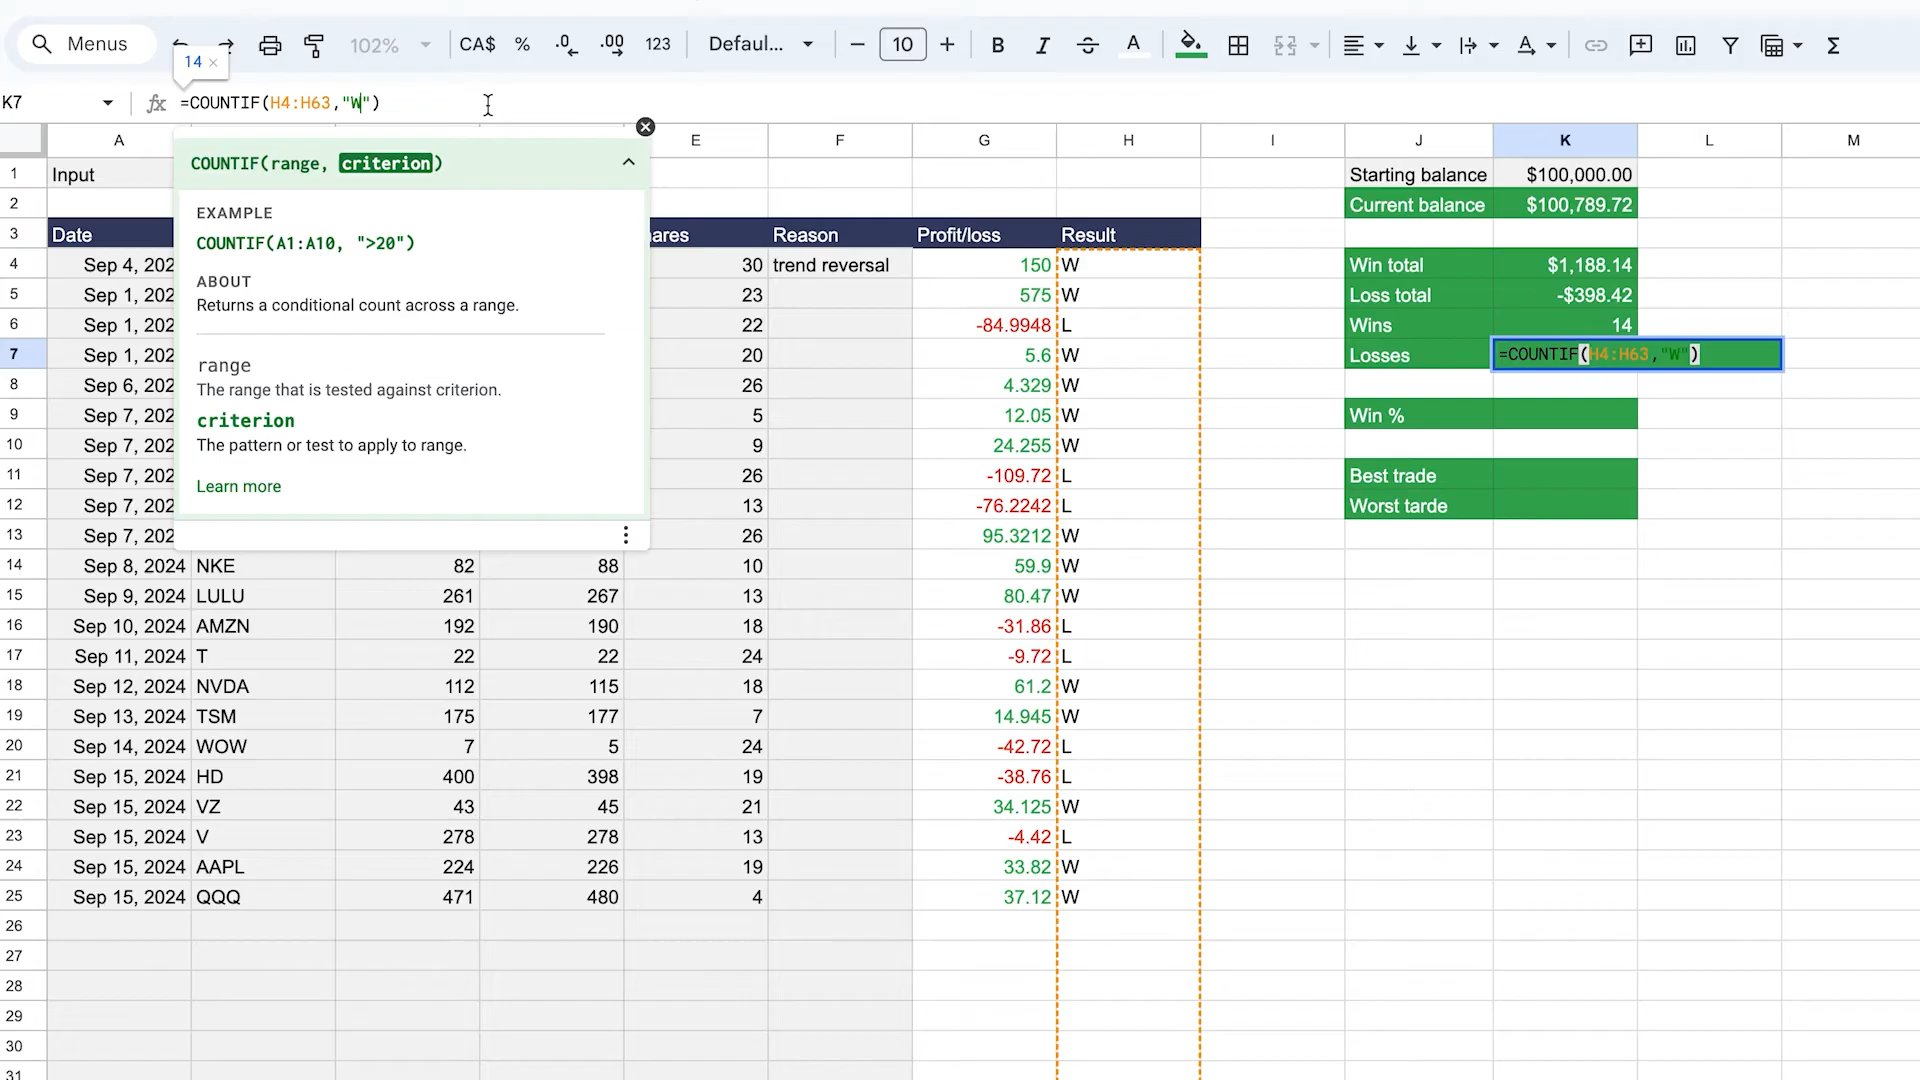 Menus 102% CA$ % .0 .00 123 Defaul... 10 B I A Σ
14 ×
K7 fx =COUNTIF(H4:H63,"W")
A E F G H I J K L M
COUNTIF(range, criterion)
EXAMPLE
COUNTIF(A1:A10, ">20")
ABOUT
Returns a conditional count across a range.
range
The range that is tested against criterion.
criterion
The pattern or test to apply to range.
Learn more
1 Input Starting balance $100,000.00
2 Current balance $100,789.72
3 Date ares Reason Profit/loss Result
4 Sep 4, 202 30 trend reversal 150 W Win total $1,188.14
5 Sep 1, 202 23 575 W Loss total -$398.42
6 Sep 1, 202 22 -84.9948 L Wins 14
7 Sep 1, 202 20 5.6 W Losses =COUNTIF(H4:H63,"W")
8 Sep 6, 202 26 4.329 W
9 Sep 7, 202 5 12.05 W Win %
10 Sep 7, 202 9 24.255 W
11 Sep 7, 202 26 -109.72 L Best trade
12 Sep 7, 202 13 -76.2242 L Worst tarde
13 Sep 7, 202 26 95.3212 W
14 Sep 8, 2024 NKE 82 88 10 59.9 W
15 Sep 9, 2024 LULU 261 267 13 80.47 W
16 Sep 10, 2024 AMZN 192 190 18 -31.86 L
17 Sep 11, 2024 T 22 22 24 -9.72 L
18 Sep 12, 2024 NVDA 112 115 18 61.2 W
19 Sep 13, 2024 TSM 175 177 7 14.945 W
20 Sep 14, 2024 WOW 7 5 24 -42.72 L
21 Sep 15, 2024 HD 400 398 19 -38.76 L
22 Sep 15, 2024 VZ 43 45 21 34.125 W
23 Sep 15, 2024 V 278 278 13 -4.42 L
24 Sep 15, 2024 AAPL 224 226 19 33.82 W
25 Sep 15, 2024 QQQ 471 480 4 37.12 W
26
27
28
29
30
31